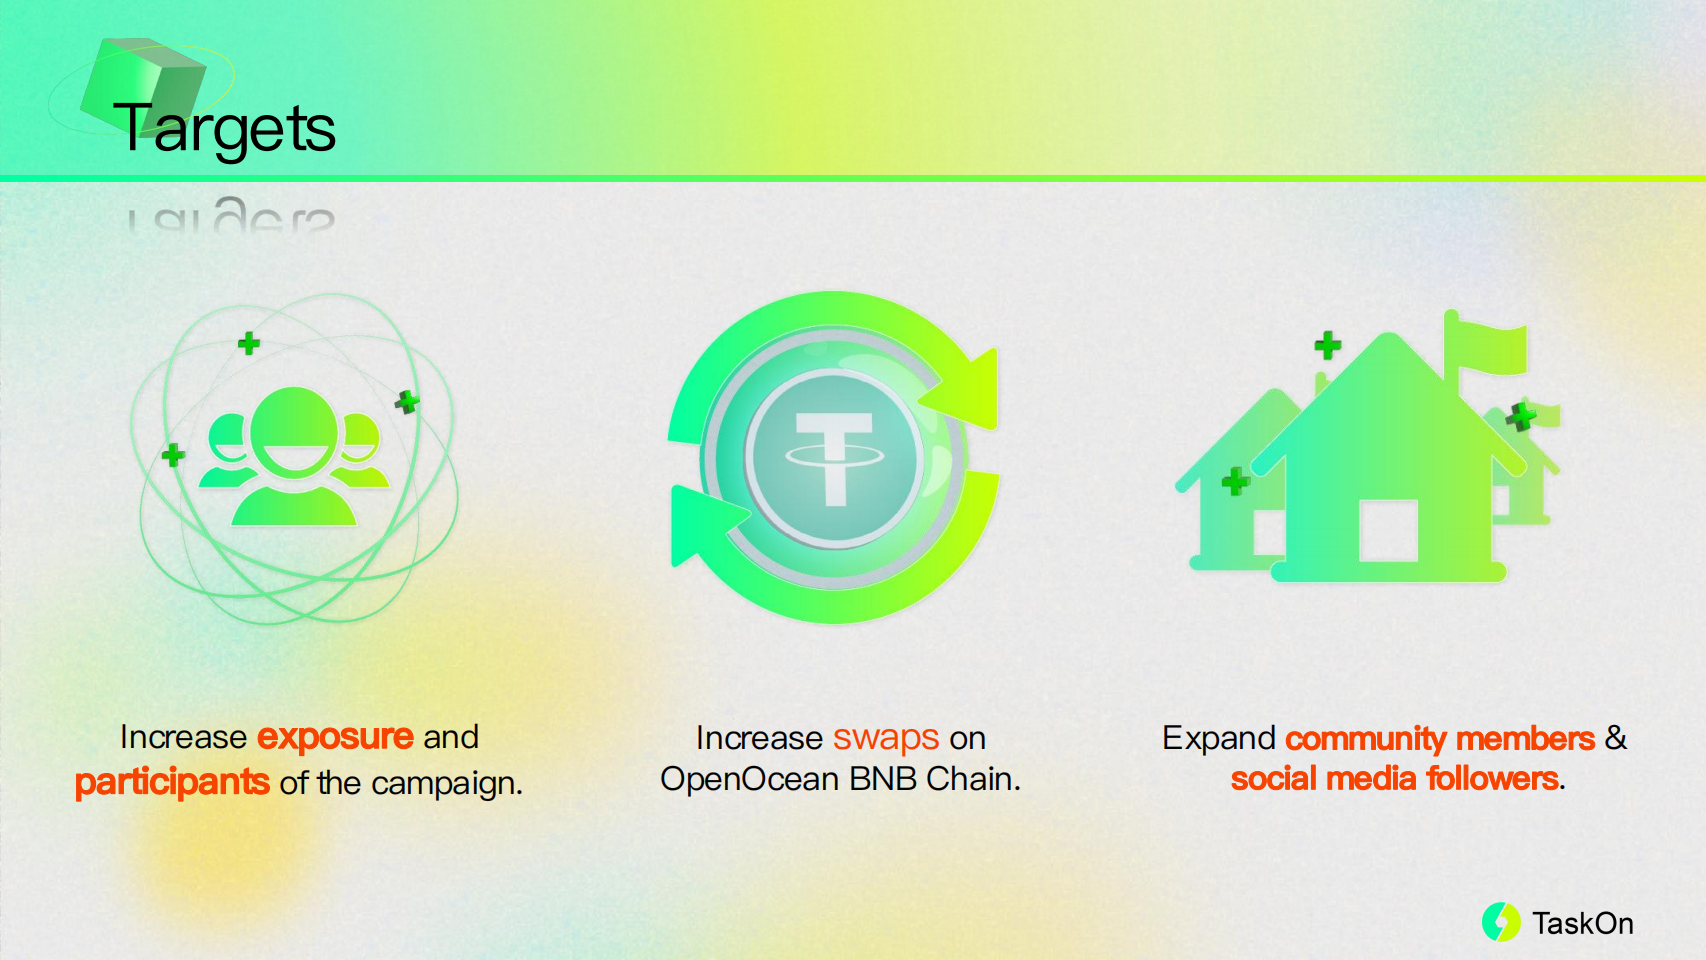 Targets
Increase exposure and
participants of the campaign.
Increase swaps on
OpenOcean BNB Chain.
Expand community members &
social media followers.
TaskOn